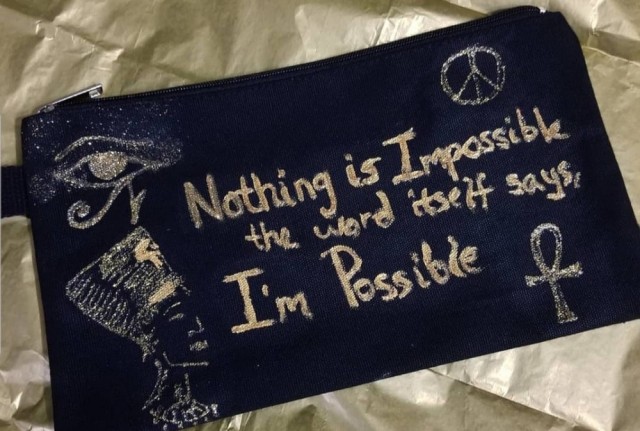 Nothing is Impossible
the word itself says,
I'm Possible